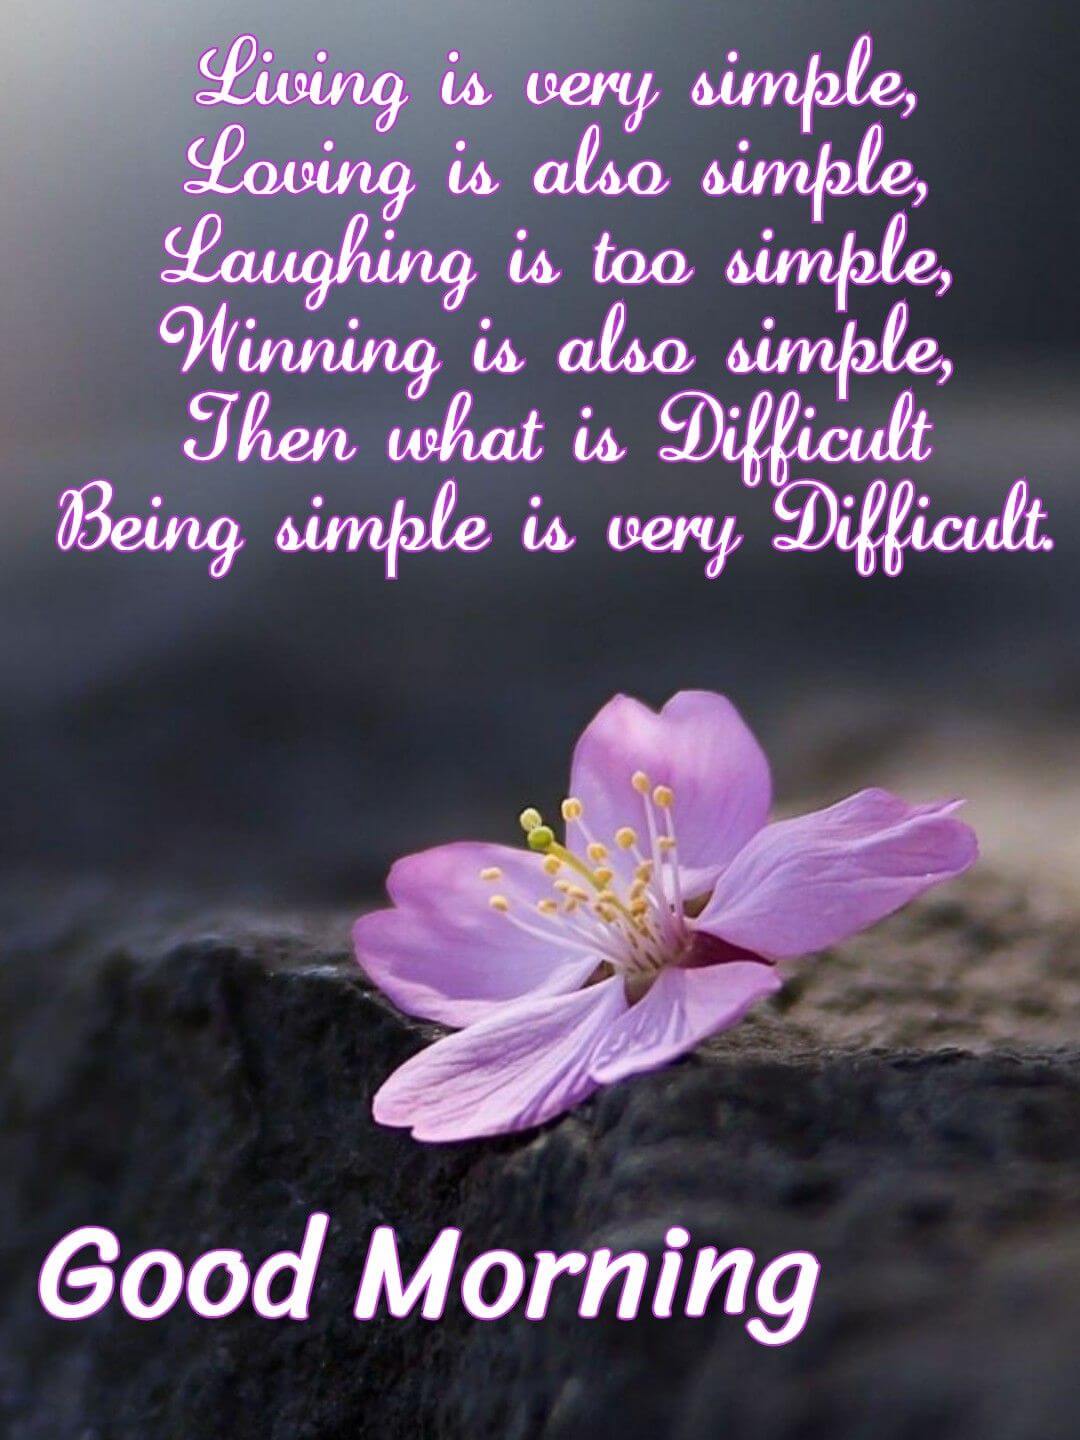 Living is very simple,
Loving is also simple,
Laughing is too simple,
Winning is also simple,
Then what is Difficult
Being simple is very Difficult.
Good Morning